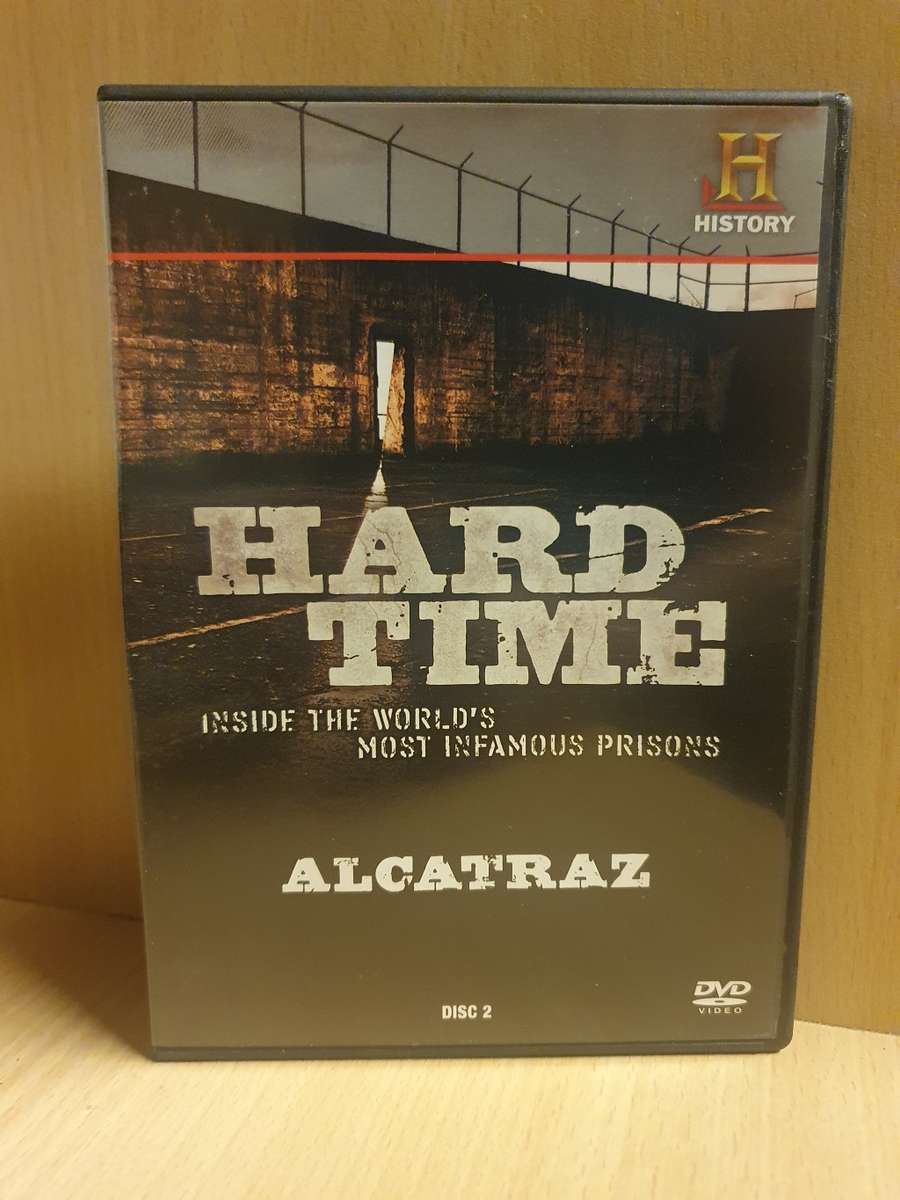 H
HISTORY
HARD
TIME
INSIDE THE WORLD'S
MOST INFAMOUS PRISONS
ALCATRAZ
DISC 2
DVD
VIDEO